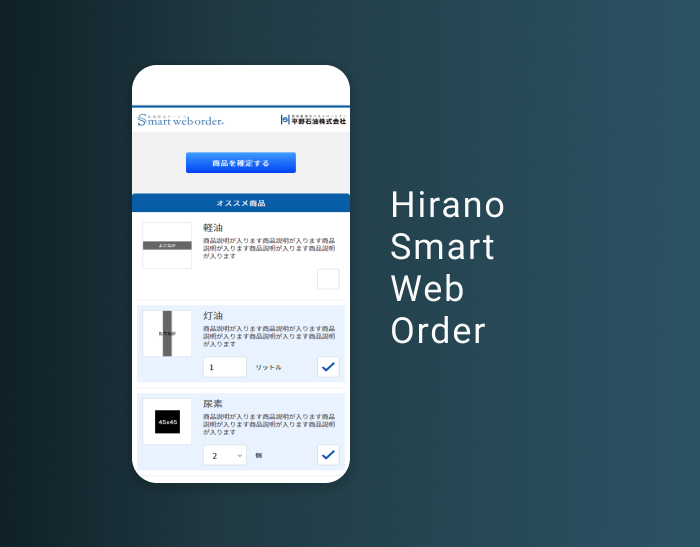 Smart web order
平野石油株式会社
商品を確定する
オススメ商品
よこなが
軽油
商品説明が入ります商品説明が入ります商品
説明が入ります商品説明が入ります商品説明
が入ります
灯油
商品説明が入ります商品説明が入ります商品
説明が入ります商品説明が入ります商品説明
が入ります
1 リットル
45x45
尿素
商品説明が入ります商品説明が入ります商品
説明が入ります商品説明が入ります商品説明
が入ります
2 個
Hirano
Smart
Web
Order